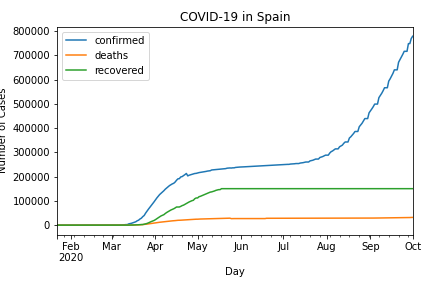 COVID-19 in Spain
confirmed
deaths
recovered
800000
700000
600000
500000
400000
300000
200000
100000
0
Number of Cases
Feb Mar Apr May Jun Jul Aug Sep Oct
2020
Day